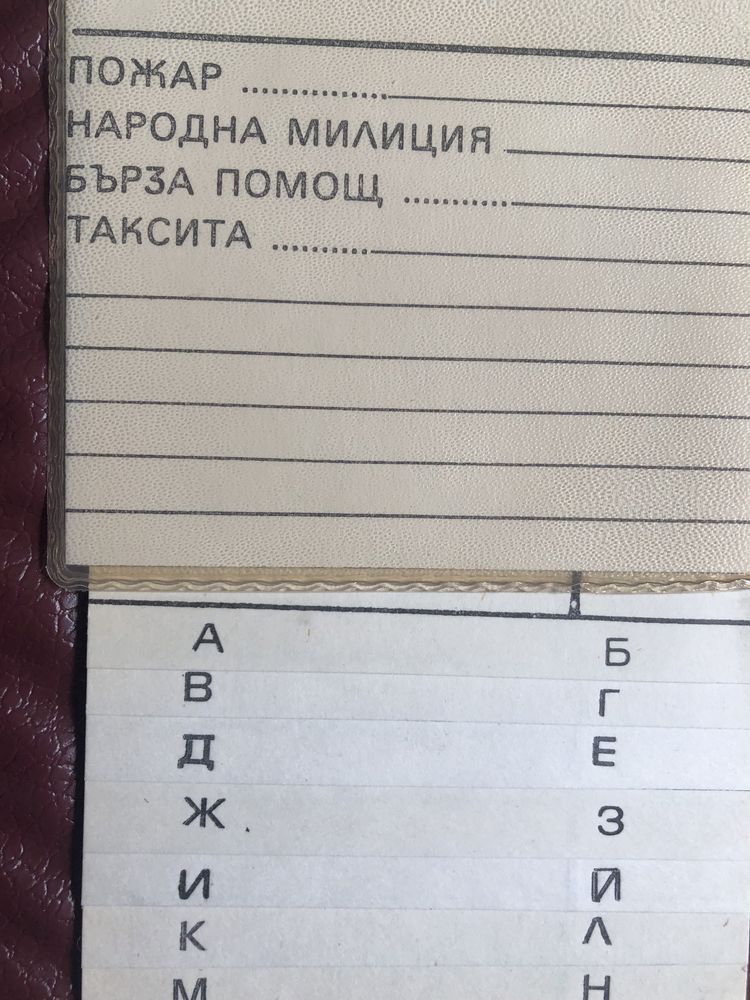 ПОЖАР ................
НАРОДНА МИЛИЦИЯ
БЪРЗА ПОМОЩ ............
ТАКСИТА ...........
А Б
В Г
Д Е
Ж З
И Й
К Л
М Н